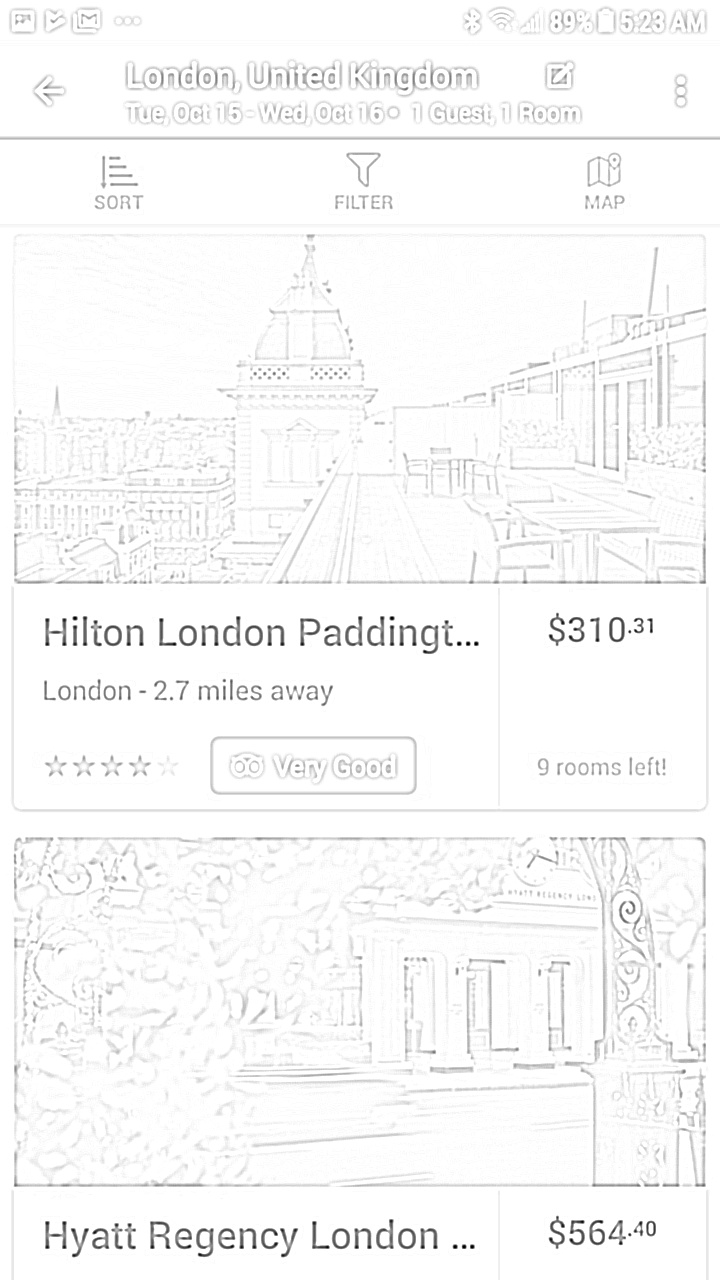 89% 5:23 AM
London, United Kingdom
Tue, Oct 15 - Wed, Oct 16 • 1 Guest, 1 Room
SORT FILTER MAP
Hilton London Paddingt... $310.31
London - 2.7 miles away
Very Good 9 rooms left!
HYATT REGENCY LOND
Hyatt Regency London ... $564.40